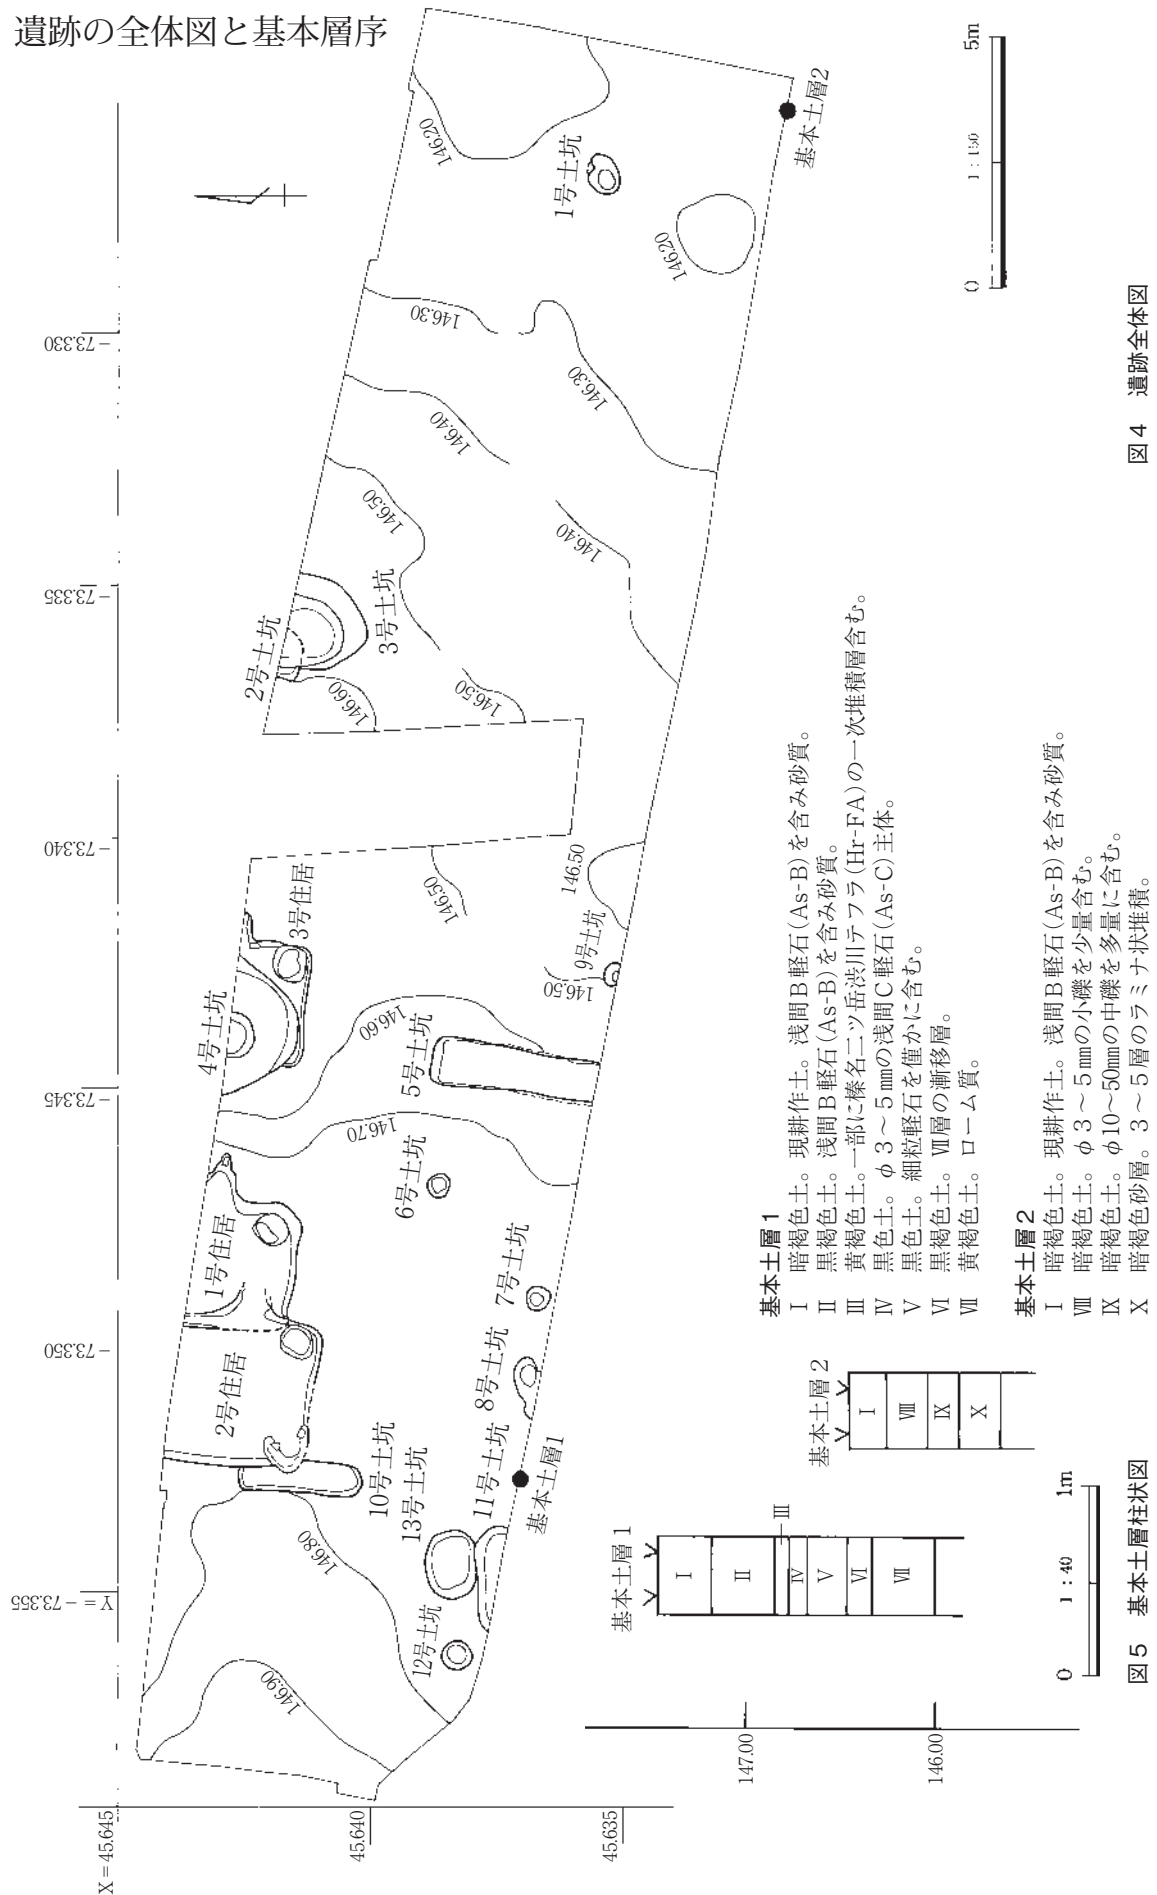 遺跡の全体図と基本層序
X＝45.645
45.640
45.635
Y＝−73.355
−73.350
−73.345
−73.340
−73.335
−73.330
146.90
146.80
12号土坑
13号土坑
11号土坑
10号土坑
基本土層1
2号住居
1号住居
8号土坑
7号土坑
6号土坑
146.70
5号土坑
146.60
4号土坑
3号住居
9号土坑
146.50
146.50
146.50
2号土坑
3号土坑
146.60
146.50
146.50
146.40
146.40
146.30
146.30
146.20
146.20
1号土坑
基本土層2
0
1：150
5m
図4　遺跡全体図
基本土層1
Ⅰ　暗褐色土。現耕作土。浅間B軽石(As-B)を含み砂質。
Ⅱ　黒褐色土。浅間B軽石(As-B)を含み砂質。
Ⅲ　黄褐色土。一部に榛名二ツ岳渋川テフラ(Hr-FA)の一次堆積層含む。
Ⅳ　黒色土。φ3～5㎜の浅間C軽石(As-C)主体。
Ⅴ　黒色土。細粒軽石を僅かに含む。
Ⅵ　黒褐色土。Ⅶ層の漸移層。
Ⅶ　黄褐色土。ローム質。
基本土層2
Ⅰ　暗褐色土。現耕作土。浅間B軽石(As-B)を含み砂質。
Ⅷ　暗褐色土。φ3～5㎜の小礫を少量含む。
Ⅸ　暗褐色土。φ10～50㎜の中礫を多量に含む。
Ⅹ　暗褐色砂層。3～5層のラミナ状堆積。
147.00
146.00
基本土層1
Ⅰ
Ⅱ
Ⅲ
Ⅳ
Ⅴ
Ⅵ
Ⅶ
基本土層2
Ⅰ
Ⅷ
Ⅸ
Ⅹ
0
1：40
1m
図5　基本土層柱状図